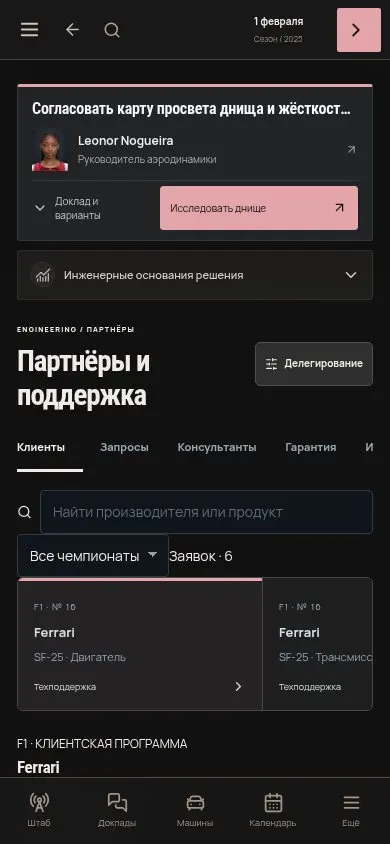 1 февраля
Сезон / 2025
Согласовать карту просвета днища и жёсткост…
Leonor Nogueira
Руководитель аэродинамики
Доклад и
варианты
Исследовать днище
Инженерные основания решения
ENGINEERING / ПАРТНЁРЫ
Партнёры и
поддержка
Делегирование
Клиенты Запросы Консультанты Гарантия И
Найти производителя или продукт
Все чемпионаты Заявок · 6
F1 · № 16
Ferrari
SF-25 · Двигатель
Техподдержка
F1 · № 16
Ferrari
SF-25 · Трансмисс
Техподдержка
F1 · КЛИЕНТСКАЯ ПРОГРАММА
Ferrari
Штаб Доклады Машины Календарь Ещё